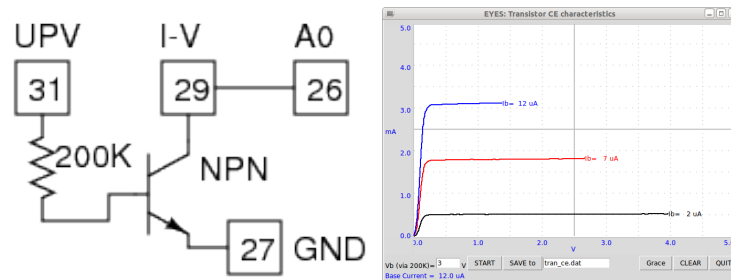 UPV I-V A0
31 29 26
200K
NPN
27 GND
EYES: Transistor CE characteristics
5.0
4.0
Ib= 12 uA
3.0
mA
2.0
Ib= 7 uA
1.0
Ib= 2 uA
0.0
0.0 1.0 2.0 3.0 4.0 5.0
V
Vb (via 200K)= 3 V START SAVE to tran_ce.dat Grace CLEAR QUIT
Base Current = 12.0 uA